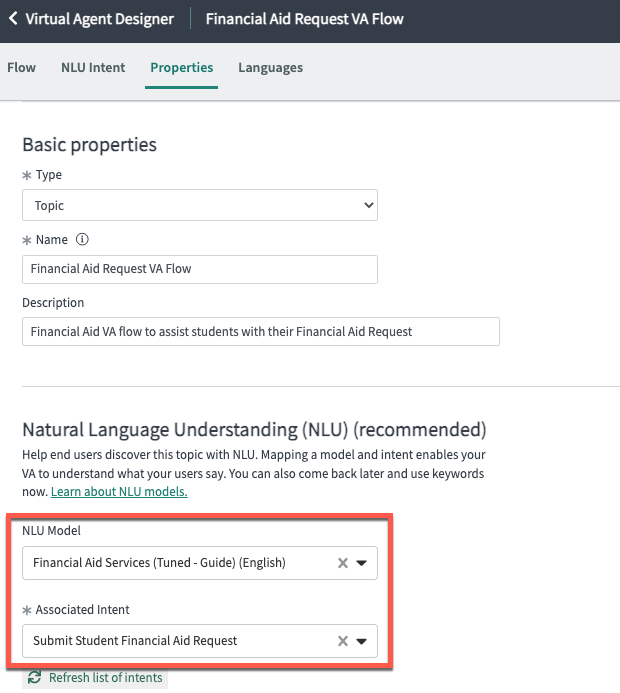 Virtual Agent Designer Financial Aid Request VA Flow
Flow NLU Intent Properties Languages
Basic properties
Type
Topic
Name
Financial Aid Request VA Flow
Description
Financial Aid VA flow to assist students with their Financial Aid Request
Natural Language Understanding (NLU) (recommended)
Help end users discover this topic with NLU. Mapping a model and intent enables your
VA to understand what your users say. You can also come back later and use keywords
now. Learn about NLU models.
NLU Model
Financial Aid Services (Tuned - Guide) (English)
Associated Intent
Submit Student Financial Aid Request
Refresh list of intents